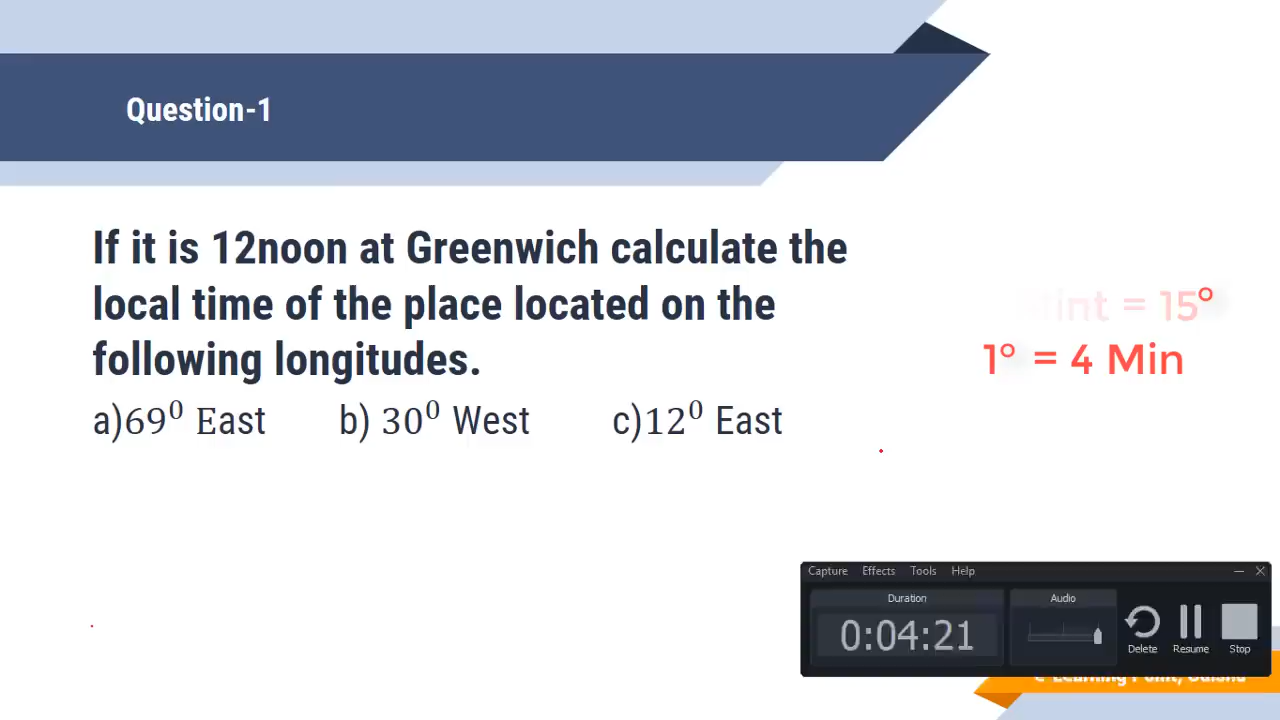 Question-1
If it is 12noon at Greenwich calculate the
local time of the place located on the
following longitudes.
a)69⁰ East b) 30⁰ West c)12⁰ East
= 15°
1° = 4 Min
Capture Effects Tools Help
Duration Audio
0:04:21
Delete Resume Stop